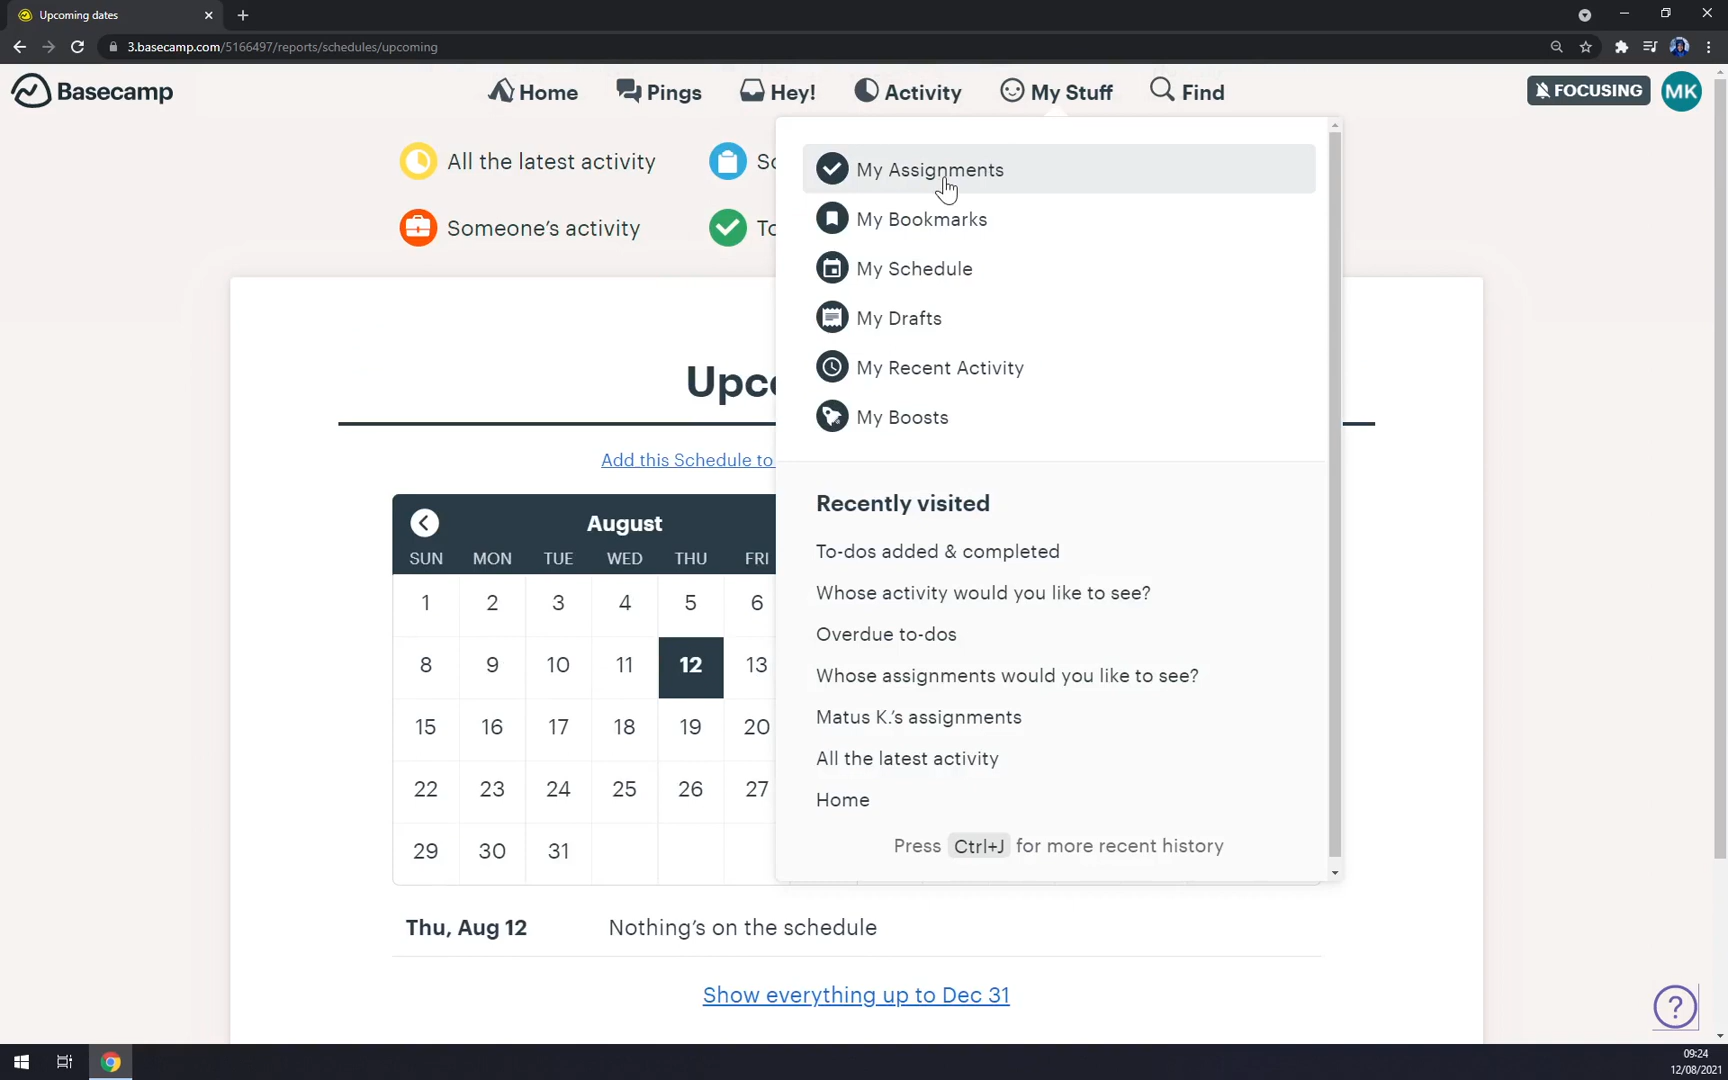 Upcoming dates
3.basecamp.com/5166497/reports/schedules/upcoming
Basecamp
Home
Pings
Hey!
Activity
My Stuff
Find
FOCUSING
MK
All the latest activity
Someone's activity
My Assignments
My Bookmarks
My Schedule
My Drafts
My Recent Activity
My Boosts
Recently visited
To-dos added & completed
Whose activity would you like to see?
Overdue to-dos
Whose assignments would you like to see?
Matus K.'s assignments
All the latest activity
Home
Press Ctrl+J for more recent history
Upco
Add this Schedule to
August
SUN MON TUE WED THU FRI
1 2 3 4 5 6
8 9 10 11 12 13
15 16 17 18 19 20
22 23 24 25 26 27
29 30 31
Thu, Aug 12 Nothing's on the schedule
Show everything up to Dec 31
?
09:24
12/08/2021